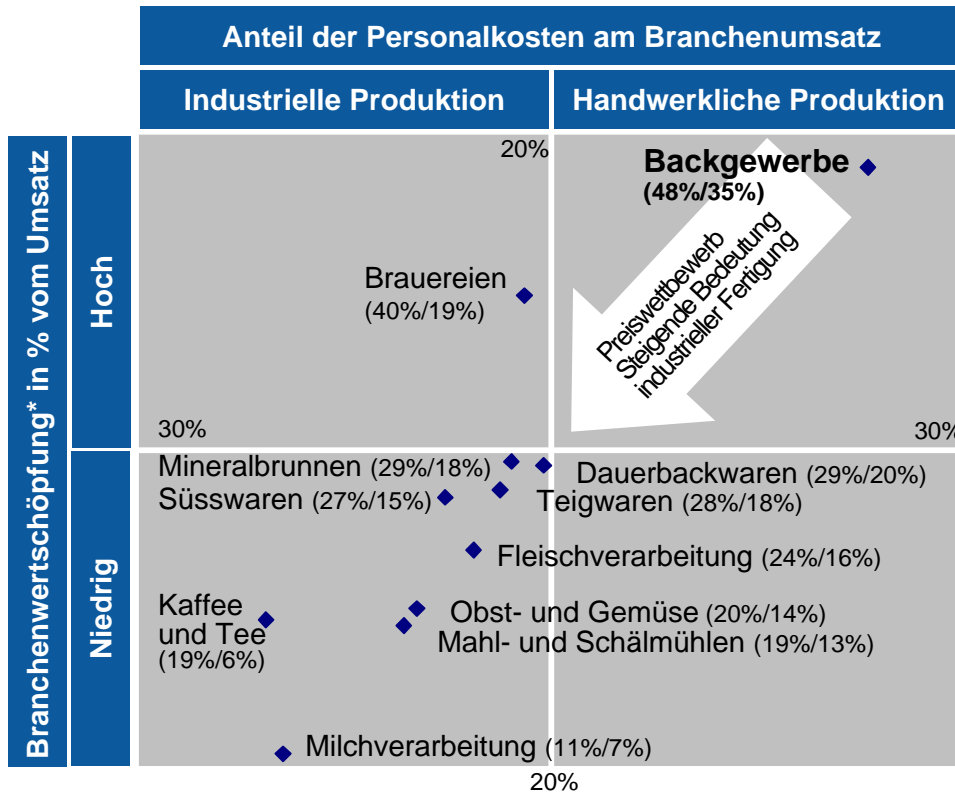 Anteil der Personalkosten am Branchenumsatz
Industrielle Produktion
Handwerkliche Produktion
Branchenwertschöpfung* in % vom Umsatz
Hoch
Niedrig
20%
Backgewerbe
(48%/35%)
Preiswettbewerb
Steigende Bedeutung
industrieller Fertigung
Brauereien
(40%/19%)
30%
30%
Mineralbrunnen (29%/18%)
Dauerbackwaren (29%/20%)
Süsswaren (27%/15%)
Teigwaren (28%/18%)
Fleischverarbeitung (24%/16%)
Kaffee
und Tee
(19%/6%)
Obst- und Gemüse (20%/14%)
Mahl- und Schälmühlen (19%/13%)
Milchverarbeitung (11%/7%)
20%